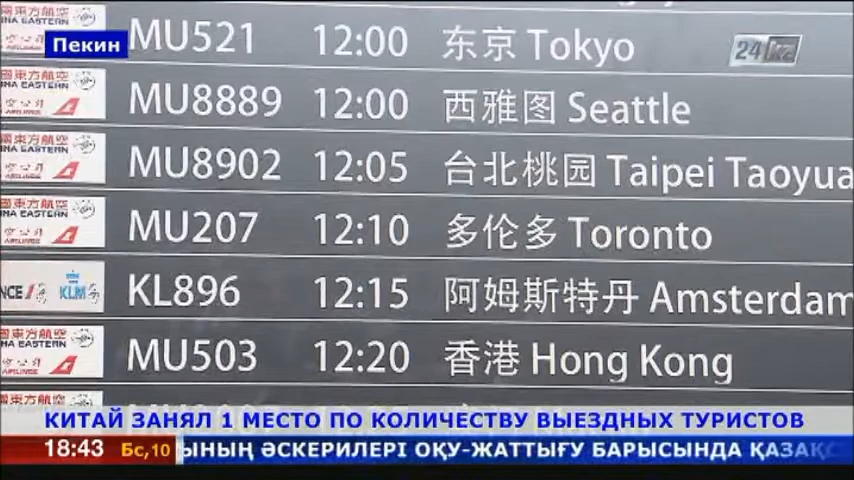 Пекин
24kz
MU521 12:00 东京 Tokyo
MU8889 12:00 西雅图 Seattle
MU8902 12:05 台北桃园 Taipei Taoyua
MU207 12:10 多伦多 Toronto
KL896 12:15 阿姆斯特丹 Amsterdam
KLM
MU503 12:20 香港 Hong Kong
КИТАЙ ЗАНЯЛ 1 МЕСТО ПО КОЛИЧЕСТВУ ВЫЕЗДНЫХ ТУРИСТОВ
18:43 Бс,10 ЫНЫҢ ӘСКЕРИЛЕРІ ОҚУ-ЖАТТЫҒУ БАРЫСЫНДА ҚАЗАҚС